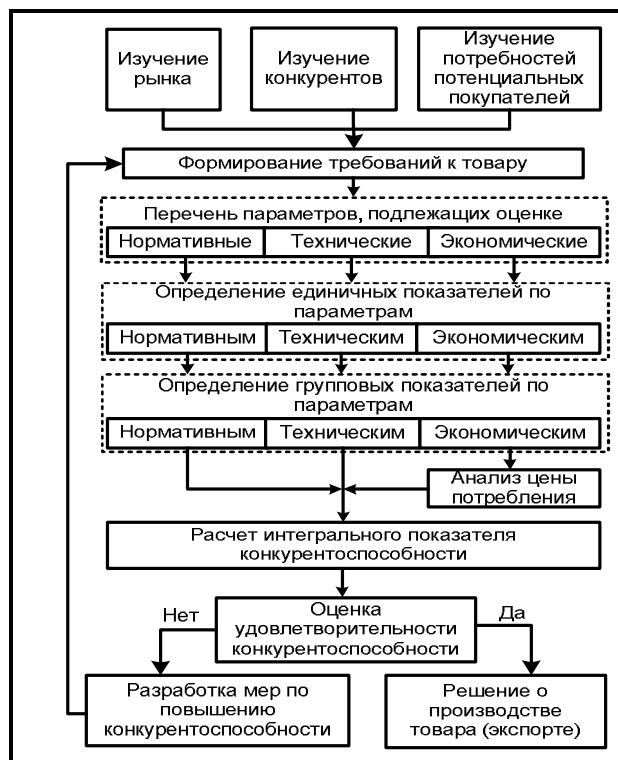 Изучение
рынка
Изучение
конкурентов
Изучение
потребностей
потенциальных
покупателей
Формирование требований к товару
Перечень параметров, подлежащих оценке
Нормативные
Технические
Экономические
Определение единичных показателей по
параметрам
Нормативным
Техническим
Экономическим
Определение групповых показателей по
параметрам
Нормативным
Техническим
Экономическим
Анализ цены
потребления
Расчет интегрального показателя
конкурентоспособности
Нет
Оценка
удовлетворительности
конкурентоспособности
Да
Разработка мер по
повышению
конкурентоспособности
Решение о
производстве
товара (экспорте)